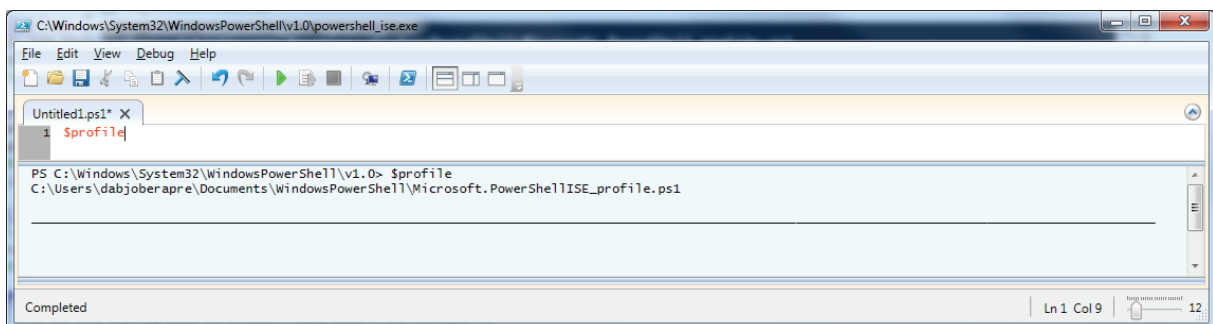 C:\Windows\System32\WindowsPowerShell\v1.0\powershell_ise.exe
File Edit View Debug Help
Untitled1.ps1* X
1 $profile
PS C:\Windows\System32\WindowsPowerShell\v1.0> $profile
C:\Users\dabjoberapre\Documents\WindowsPowerShell\Microsoft.PowerShellISE_profile.ps1
Completed Ln 1 Col 9 12